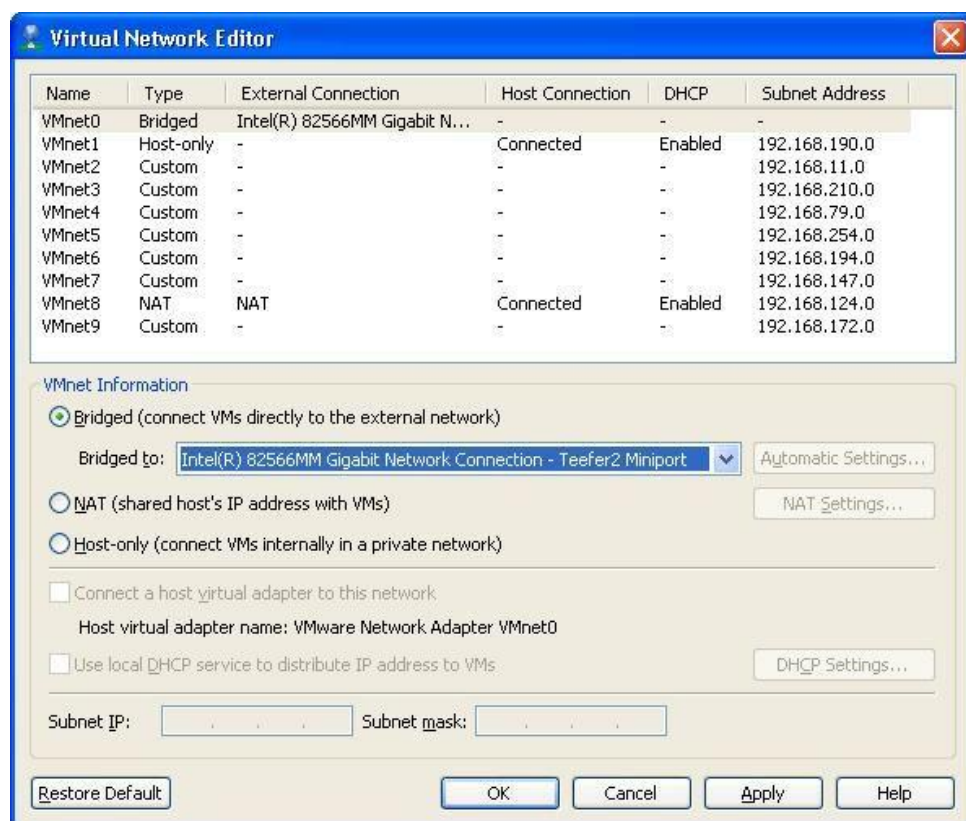 Virtual Network Editor
Name Type External Connection Host Connection DHCP Subnet Address
VMnet0 Bridged Intel(R) 82566MM Gigabit N... - - -
VMnet1 Host-only - Connected Enabled 192.168.190.0
VMnet2 Custom - - - 192.168.11.0
VMnet3 Custom - - - 192.168.210.0
VMnet4 Custom - - - 192.168.79.0
VMnet5 Custom - - - 192.168.254.0
VMnet6 Custom - - - 192.168.194.0
VMnet7 Custom - - - 192.168.147.0
VMnet8 NAT NAT Connected Enabled 192.168.124.0
VMnet9 Custom - - - 192.168.172.0
VMnet Information
Bridged (connect VMs directly to the external network)
Bridged to: Intel(R) 82566MM Gigabit Network Connection - Teefer2 Miniport Automatic Settings...
NAT (shared host's IP address with VMs) NAT Settings...
Host-only (connect VMs internally in a private network)
Connect a host virtual adapter to this network
Host virtual adapter name: VMware Network Adapter VMnet0
Use local DHCP service to distribute IP address to VMs DHCP Settings...
Subnet IP: . . . Subnet mask: . . .
Restore Default OK Cancel Apply Help